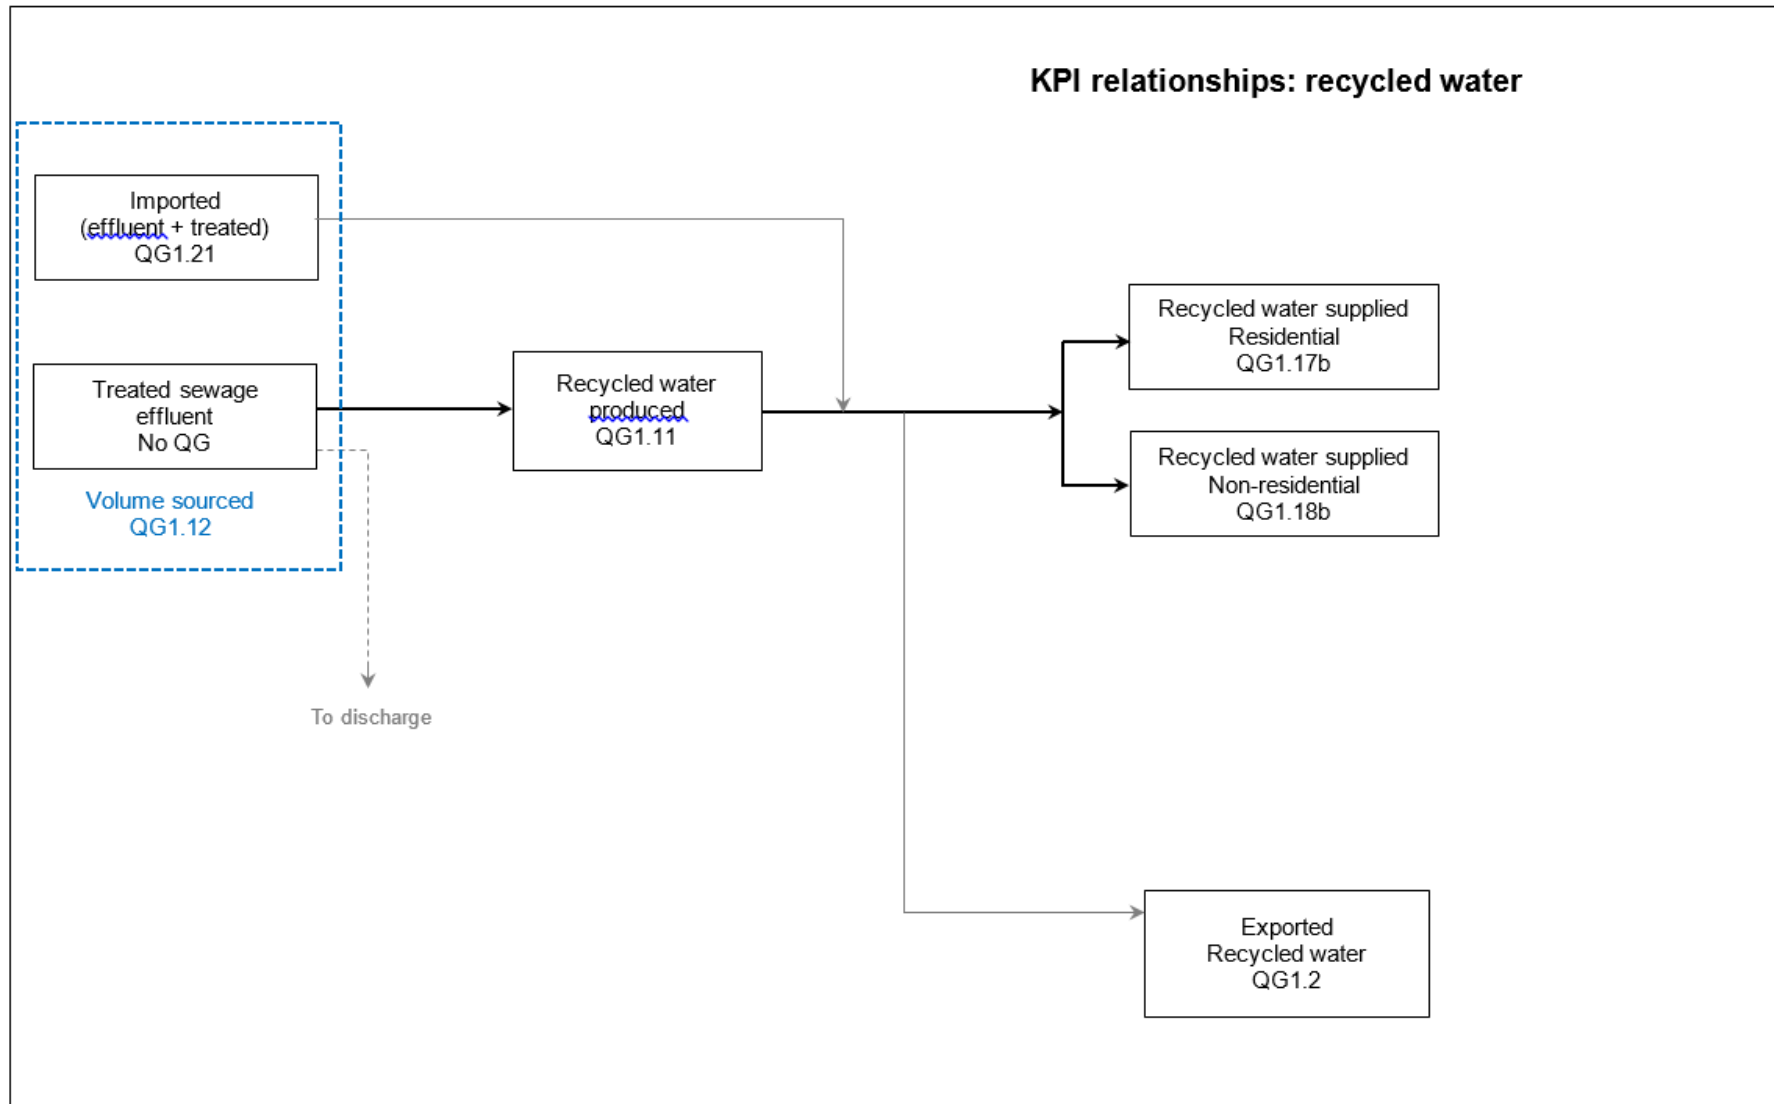 KPI relationships: recycled water
Imported
(effluent + treated)
QG1.21
Treated sewage
effluent
No QG
Volume sourced
QG1.12
To discharge
Recycled water
produced
QG1.11
Recycled water supplied
Residential
QG1.17b
Recycled water supplied
Non-residential
QG1.18b
Exported
Recycled water
QG1.2